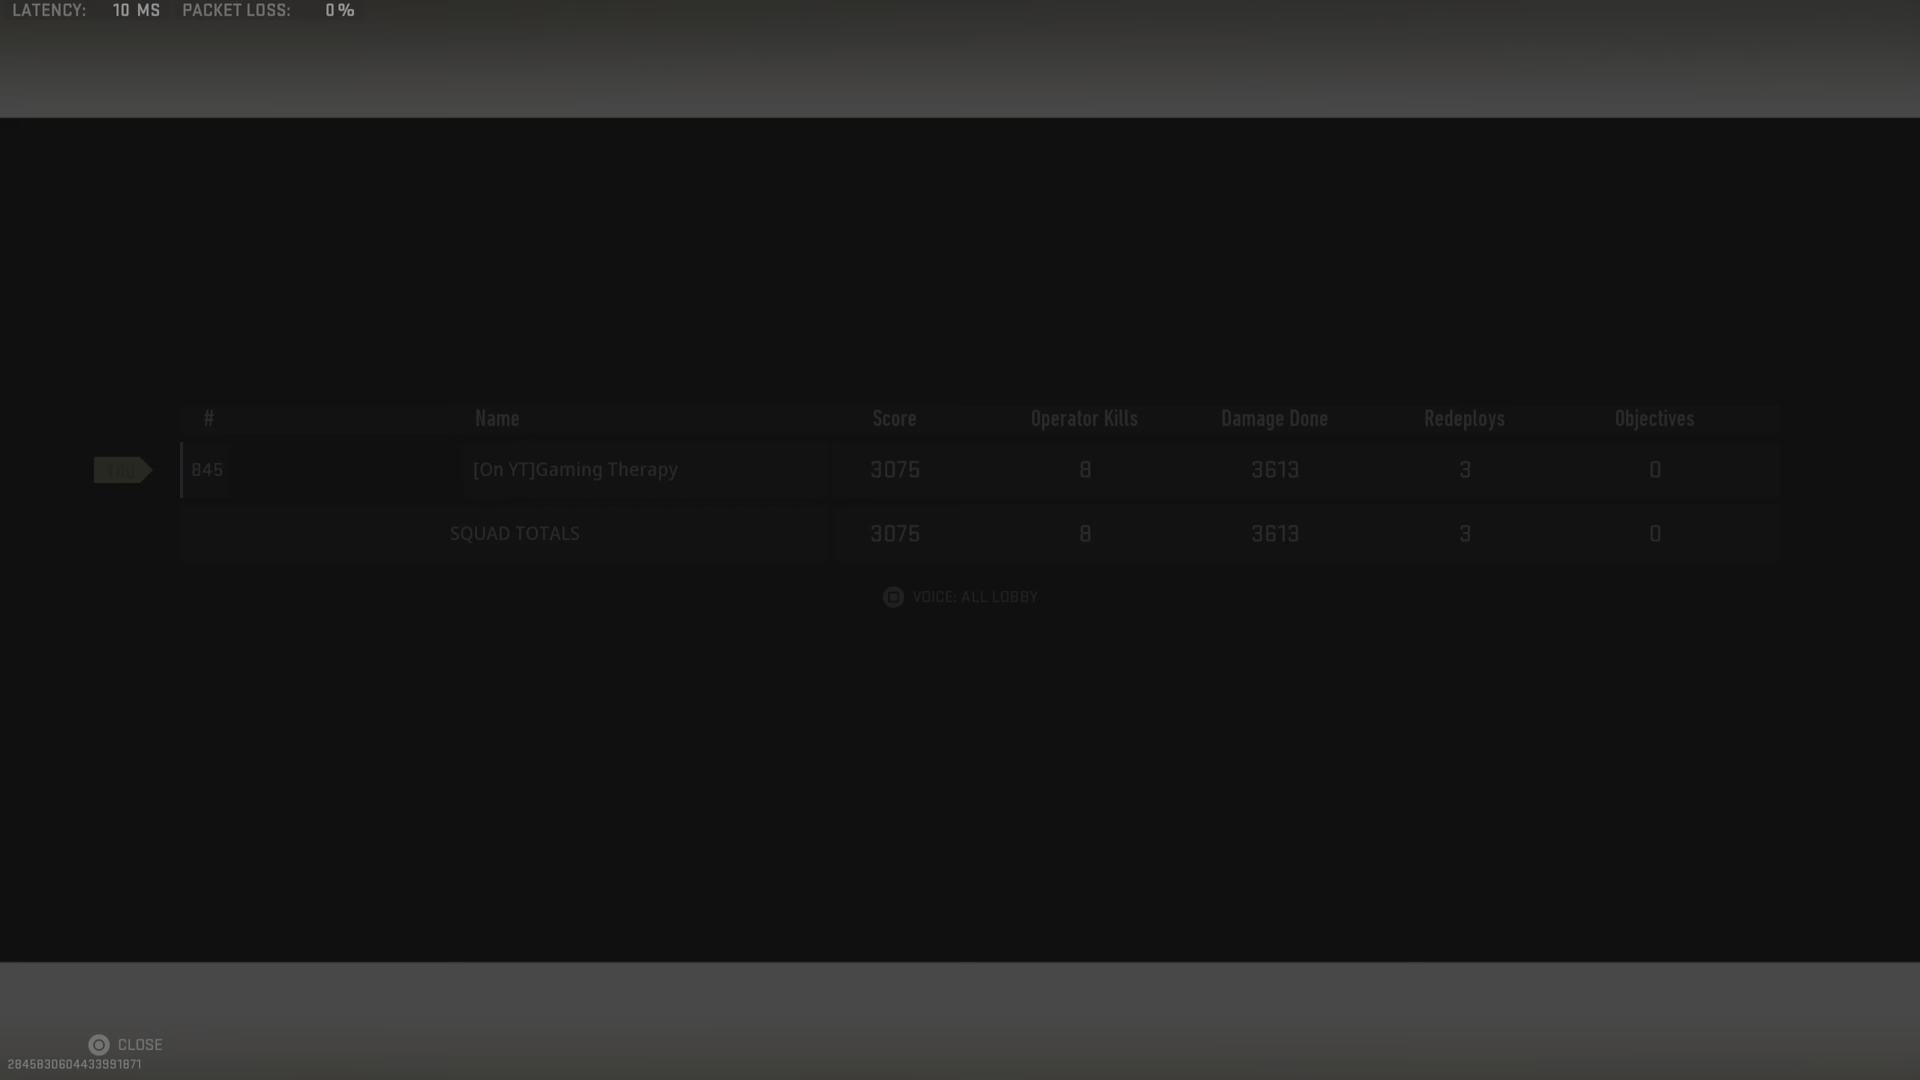 LATENCY: 10 MS PACKET LOSS: 0%
# Name Score Operator Kills Damage Done Redeploys Objectives
845 [On YT]Gaming Therapy 3075 8 3613 3 0
SQUAD TOTALS 3075 8 3613 3 0
VOICE: ALL LOBBY
CLOSE
2845830604433991871